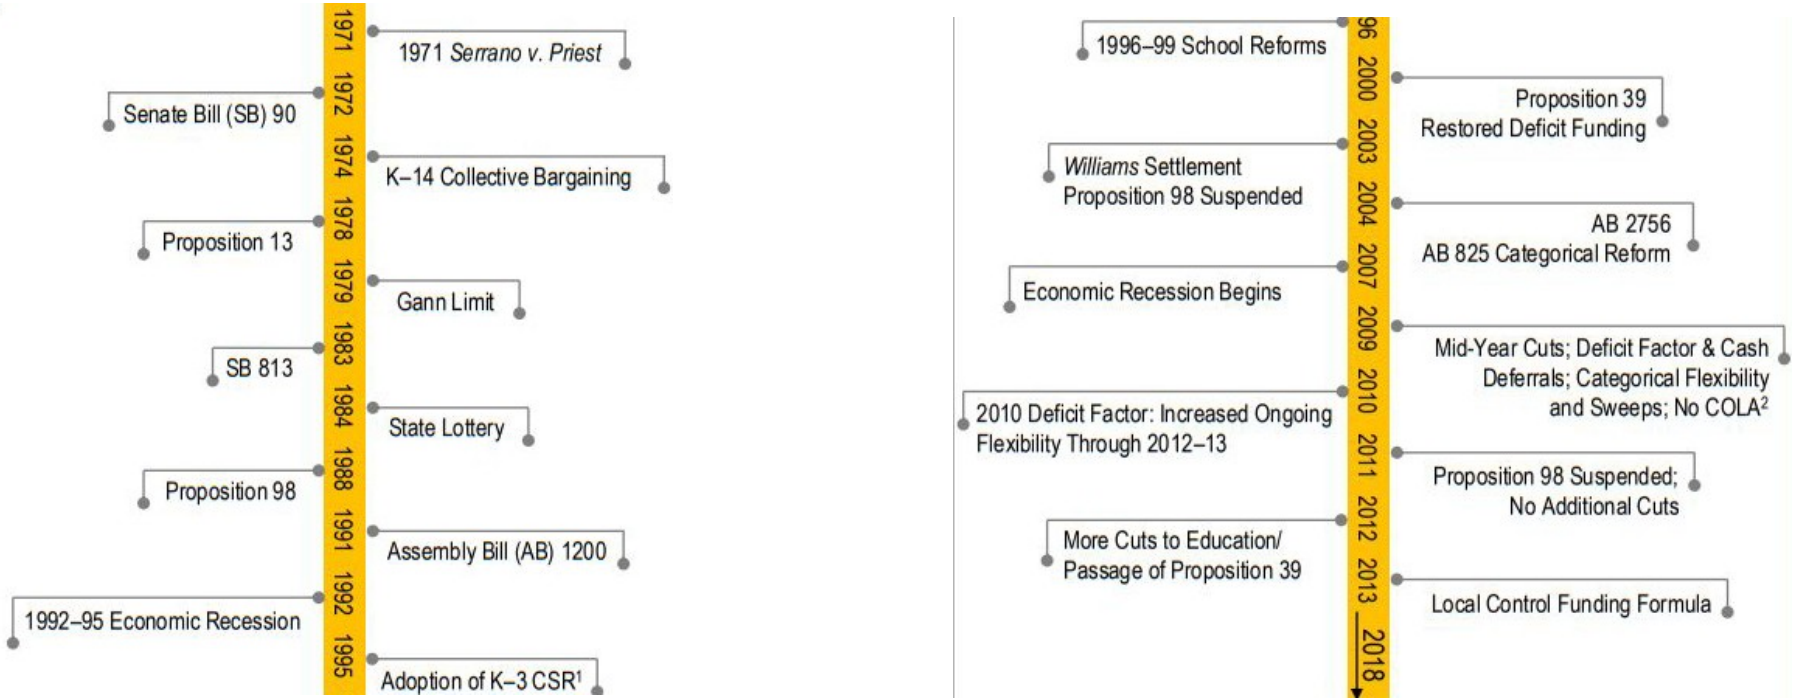 1971
1971 Serrano v. Priest
1972
Senate Bill (SB) 90
1974
K–14 Collective Bargaining
1978
Proposition 13
1979
Gann Limit
1983
SB 813
1984
State Lottery
1988
Proposition 98
1991
Assembly Bill (AB) 1200
1992
1992–95 Economic Recession
1995
Adoption of K–3 CSR¹
96
1996–99 School Reforms
2000
Proposition 39
Restored Deficit Funding
2003
Williams Settlement
Proposition 98 Suspended
2004
AB 2756
AB 825 Categorical Reform
2007
Economic Recession Begins
2009
Mid-Year Cuts; Deficit Factor & Cash
Deferrals; Categorical Flexibility
and Sweeps; No COLA²
2010
2010 Deficit Factor: Increased Ongoing
Flexibility Through 2012–13
2011
Proposition 98 Suspended;
No Additional Cuts
2012
More Cuts to Education/
Passage of Proposition 39
2013
Local Control Funding Formula
2018